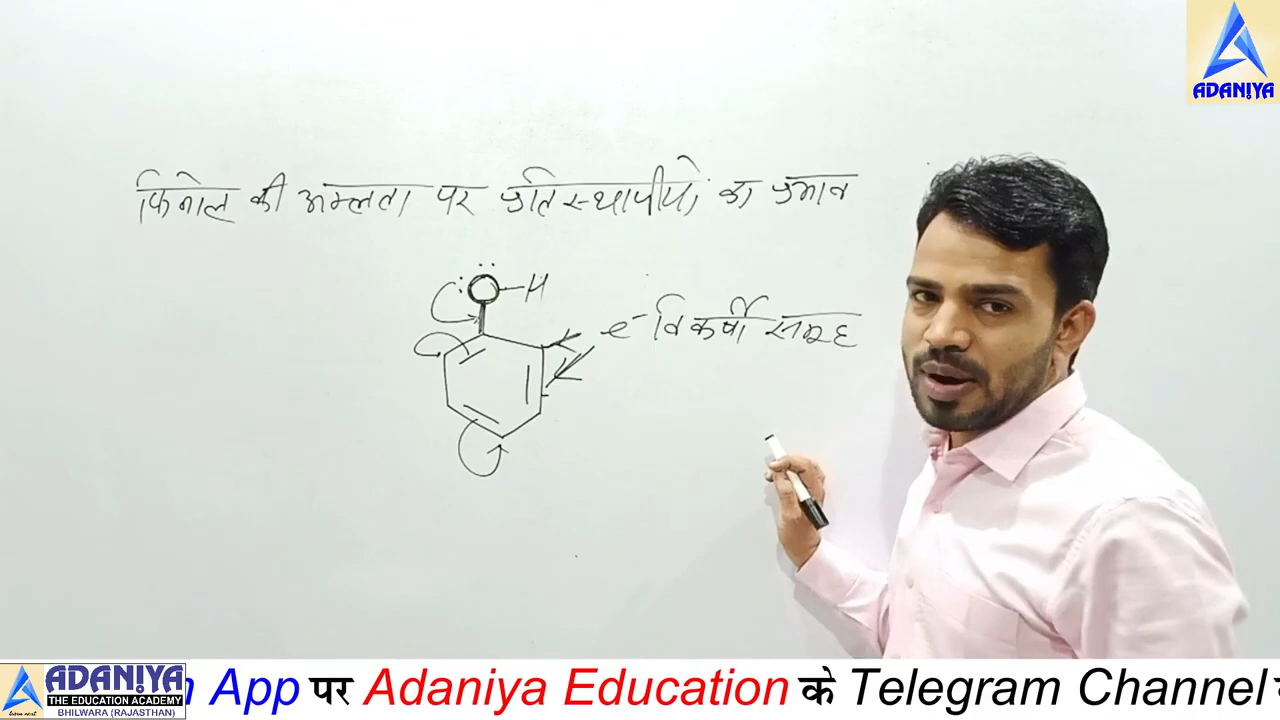 ADANIYA
फिनोल की अम्लता पर प्रतिस्थापीयों का प्रभाव
O-H
e- विकर्षी समूह
ADANIYA
THE EDUCATION ACADEMY
BHILWARA (RAJASTHAN)
App पर Adaniya Education के Telegram Channel